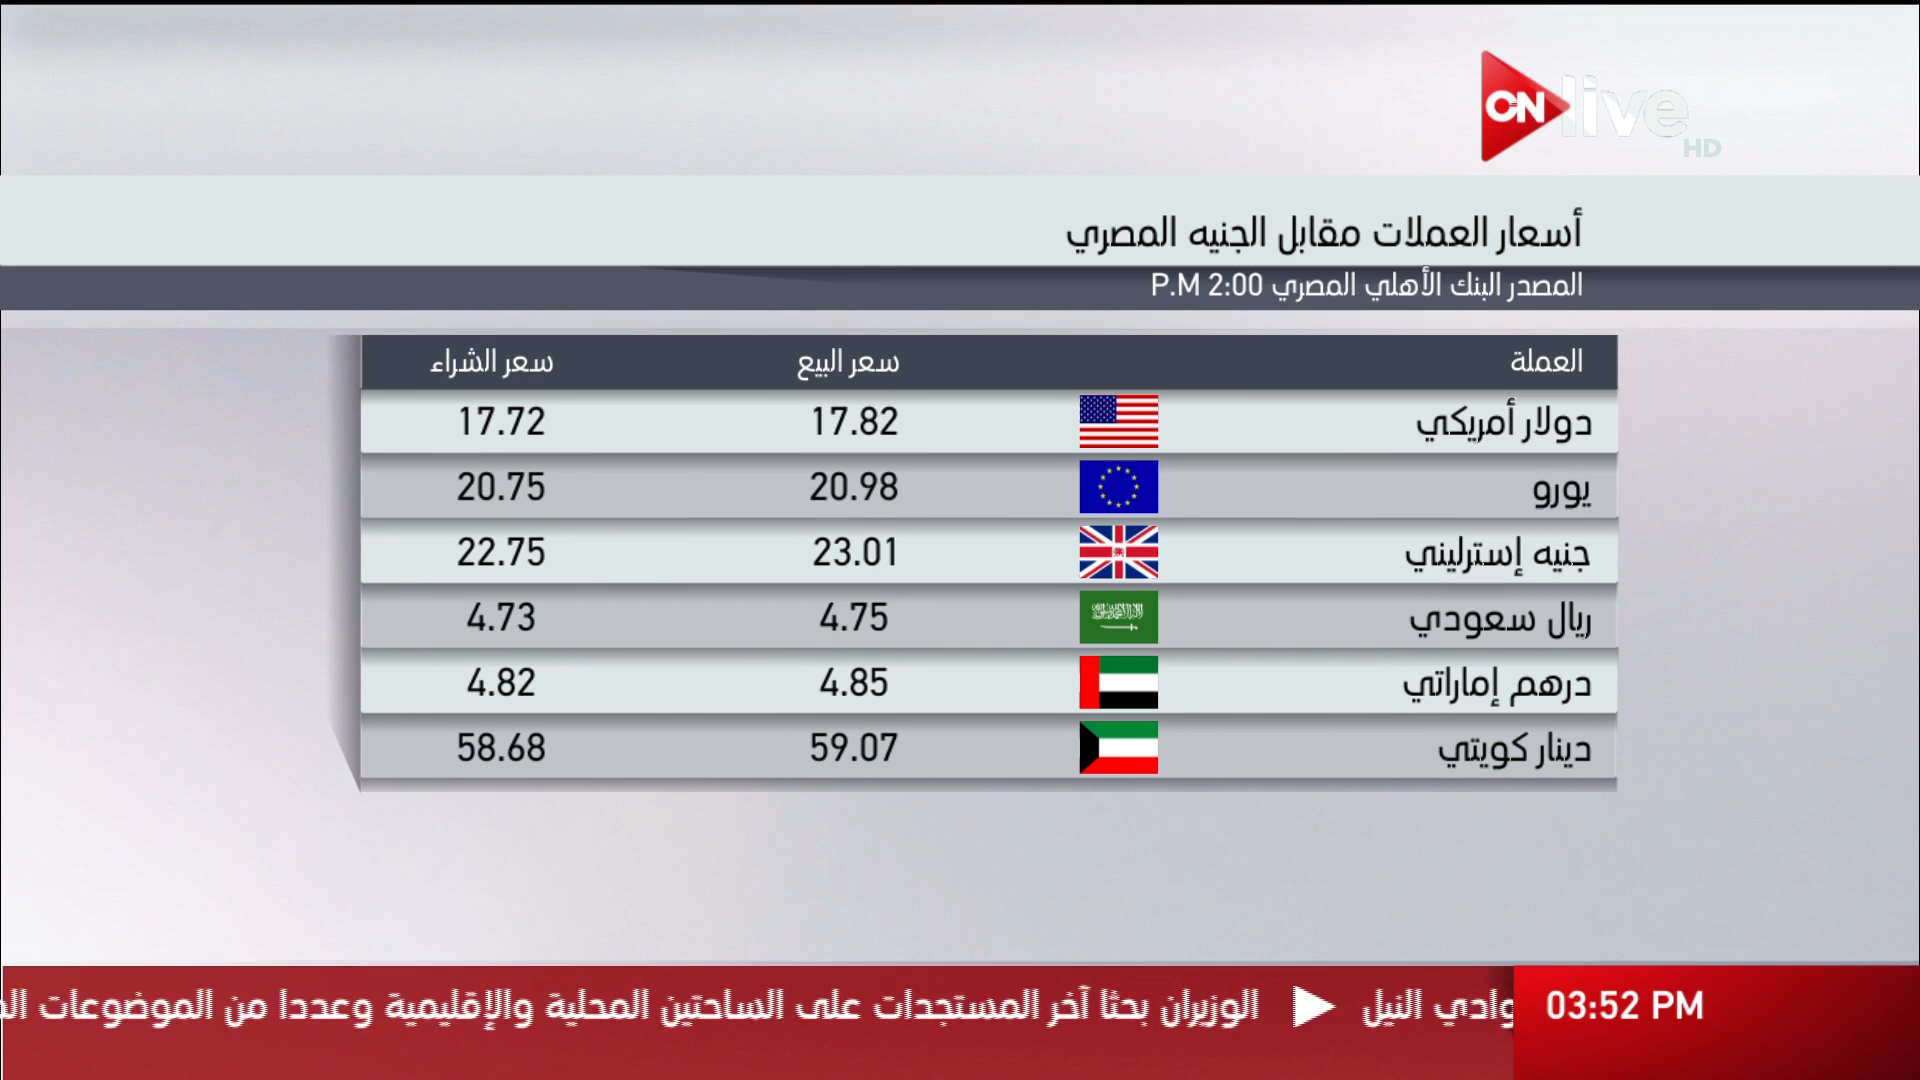 ON live
HD
أسعار العملات مقابل الجنيه المصري
المصدر البنك الأهلي المصري 2:00 P.M
العملة سعر البيع سعر الشراء
دولار أمريكي 17.82 17.72
يورو 20.98 20.75
جنيه إسترليني 23.01 22.75
ريال سعودي 4.75 4.73
درهم إماراتي 4.85 4.82
دينار كويتي 59.07 58.68
03:52 PM
وادي النيل الوزيران بحثا آخر المستجدات على الساحتين المحلية والإقليمية وعددا من الموضوعات